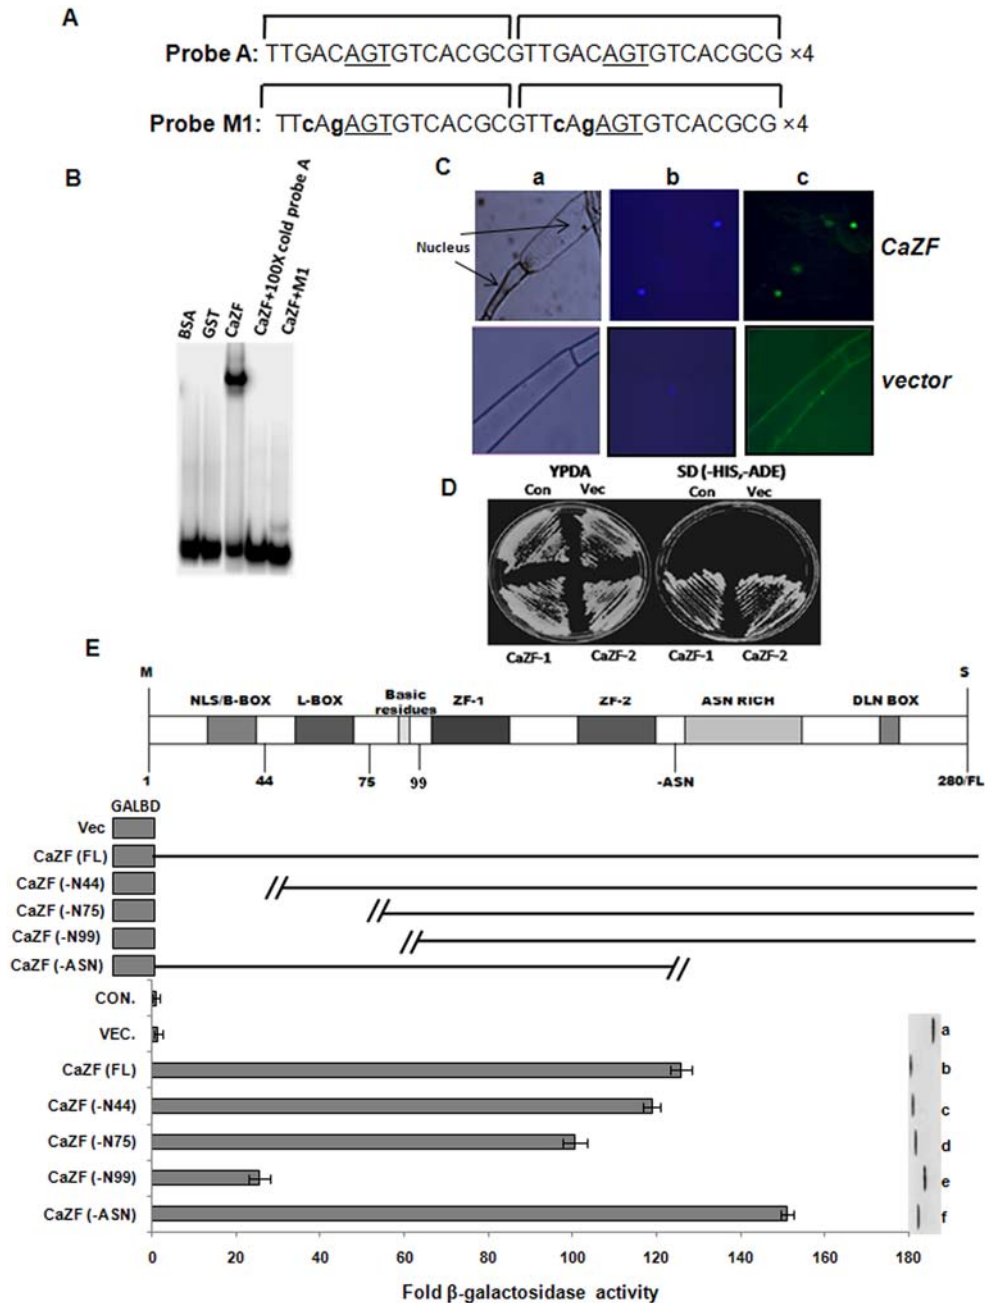 A
Probe A: TTGACAGTGTCACGCGTTGACAGTGTCACGCG ×4
Probe M1: TTcAgAGTGTCACGCGTTcAgAGTGTCACGCG ×4
B
BSA
GST
CaZF
CaZF+100X cold probe A
CaZF+M1
C
a
b
c
Nucleus
CaZF
vector
D
YPDA
SD (-HIS,-ADE)
Con
Vec
Con
Vec
CaZF-1
CaZF-2
CaZF-1
CaZF-2
E
M
S
NLS/B-BOX
L-BOX
Basic
residues
ZF-1
ZF-2
ASN RICH
DLN BOX
1
44
75
99
-ASN
280/FL
GALBD
Vec
CaZF (FL)
CaZF (-N44)
CaZF (-N75)
CaZF (-N99)
CaZF (-ASN)
CON.
VEC.
CaZF (FL)
CaZF (-N44)
CaZF (-N75)
CaZF (-N99)
CaZF (-ASN)
a
b
c
d
e
f
0 20 40 60 80 100 120 140 160 180
Fold β-galactosidase activity